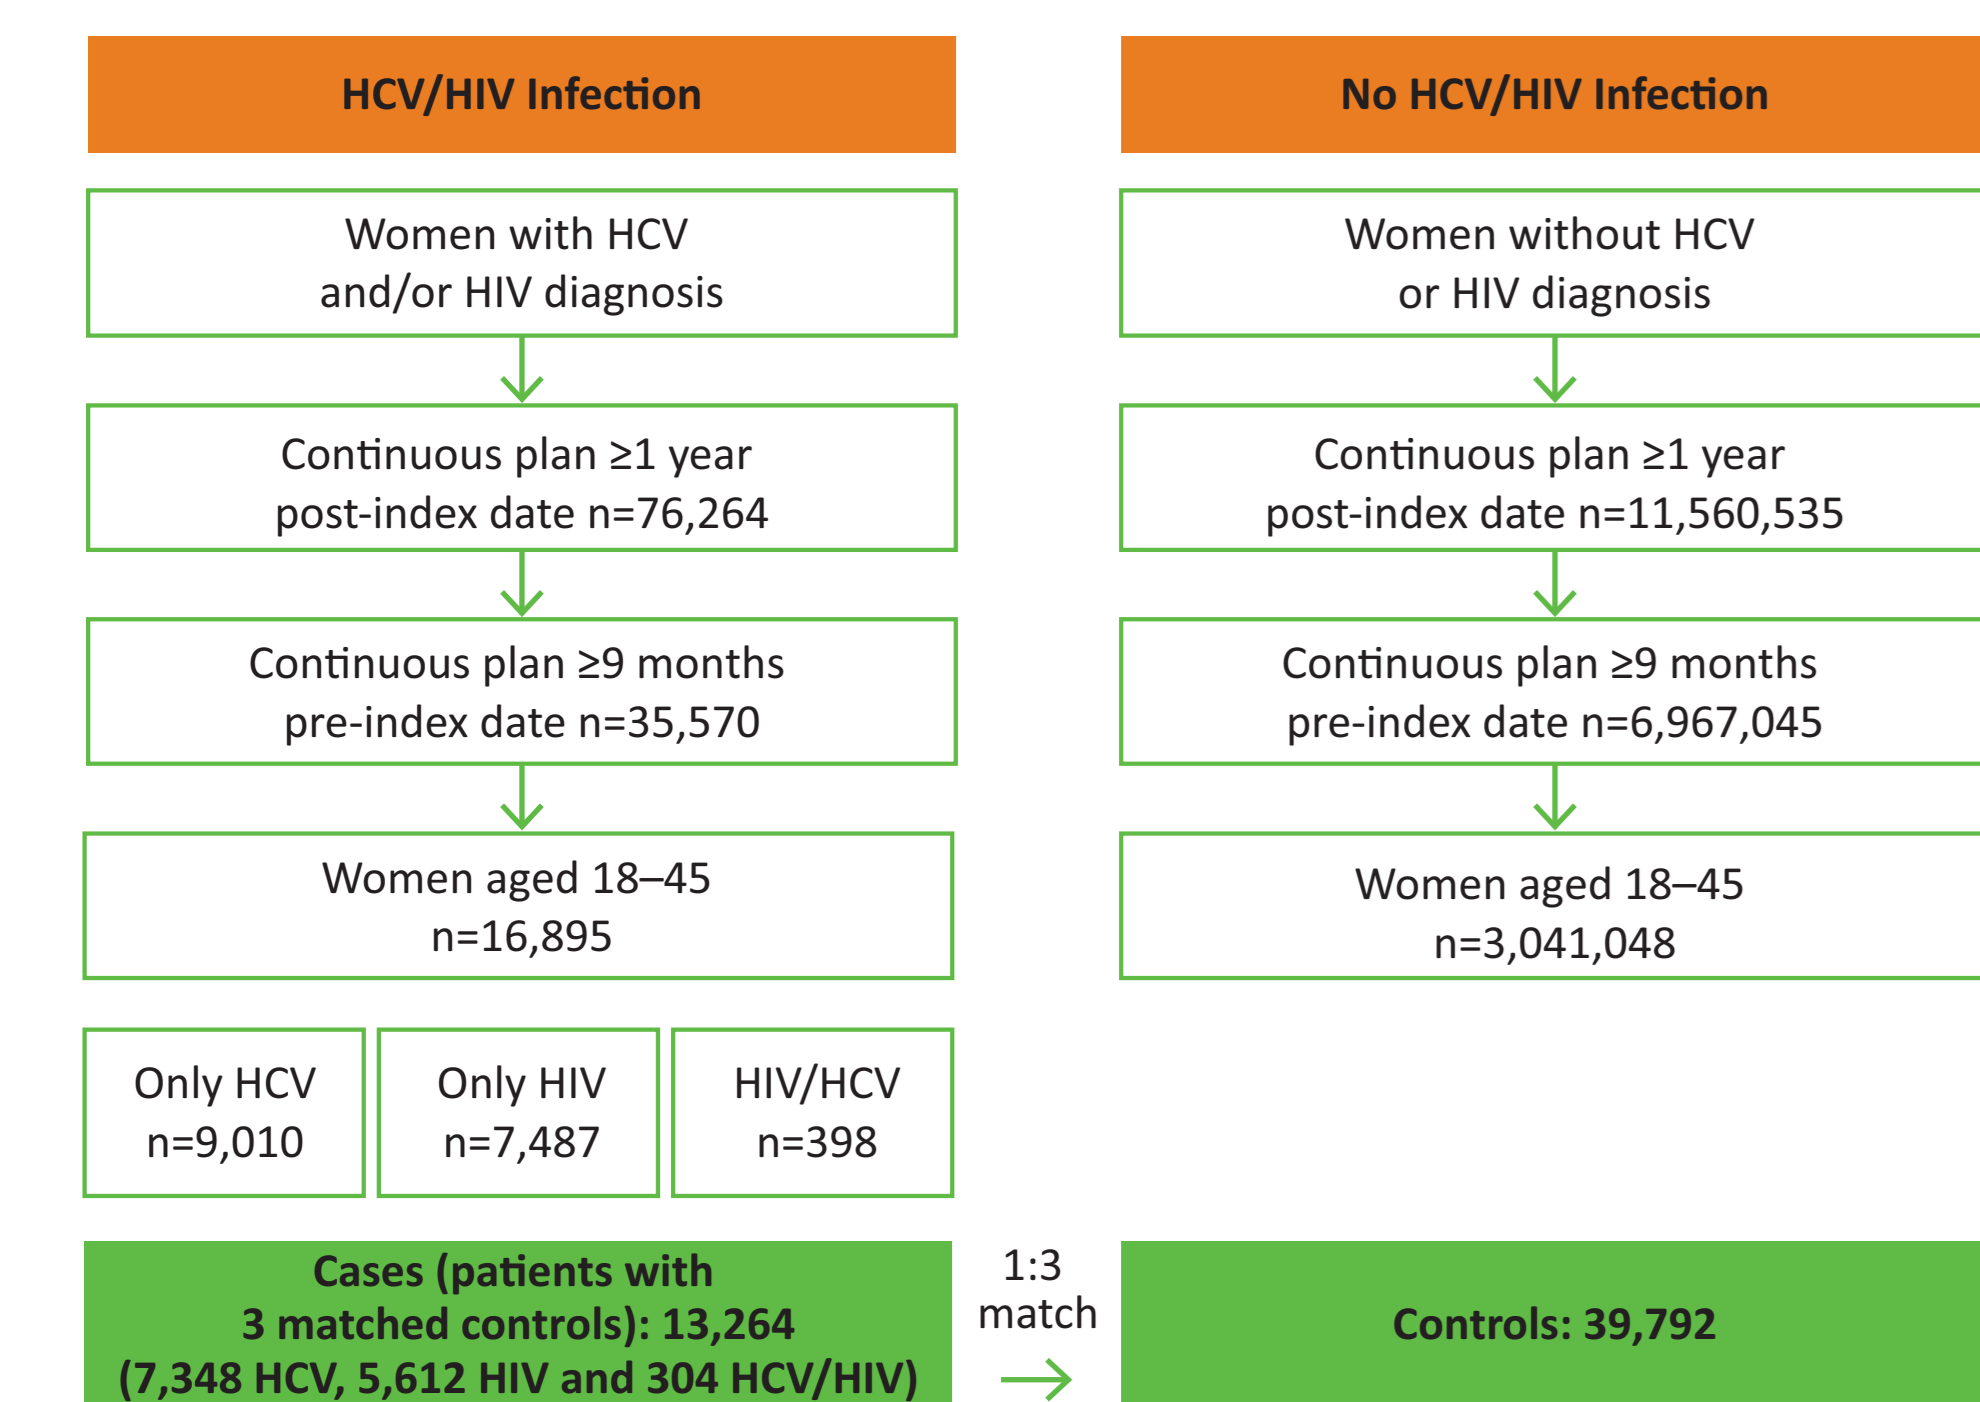 HCV/HIV Infection
Women with HCV
and/or HIV diagnosis
Continuous plan ≥1 year
post-index date n=76,264
Continuous plan ≥9 months
pre-index date n=35,570
Women aged 18–45
n=16,895
Only HCV
n=9,010
Only HIV
n=7,487
HIV/HCV
n=398
Cases (patients with
3 matched controls): 13,264
(7,348 HCV, 5,612 HIV and 304 HCV/HIV)
1:3
match
No HCV/HIV Infection
Women without HCV
or HIV diagnosis
Continuous plan ≥1 year
post-index date n=11,560,535
Continuous plan ≥9 months
pre-index date n=6,967,045
Women aged 18–45
n=3,041,048
Controls: 39,792